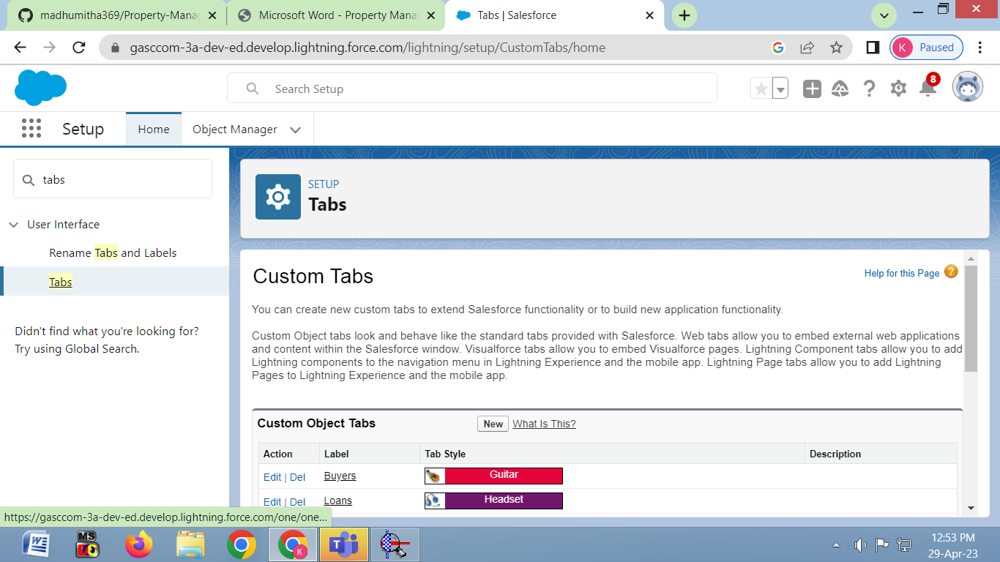 madhumitha369/Property-Manag
Microsoft Word - Property Mana
Tabs | Salesforce
gasccom-3a-dev-ed.develop.lightning.force.com/lightning/setup/CustomTabs/home
K
Paused
Search Setup
8
Setup
Home
Object Manager
tabs
User Interface
Rename Tabs and Labels
Tabs
Didn't find what you're looking for?
Try using Global Search.
SETUP
Tabs
Custom Tabs
Help for this Page
You can create new custom tabs to extend Salesforce functionality or to build new application functionality.
Custom Object tabs look and behave like the standard tabs provided with Salesforce. Web tabs allow you to embed external web applications
and content within the Salesforce window. Visualforce tabs allow you to embed Visualforce pages. Lightning Component tabs allow you to add
Lightning components to the navigation menu in Lightning Experience and the mobile app. Lightning Page tabs allow you to add Lightning
Pages to Lightning Experience and the mobile app.
Custom Object Tabs
New
What Is This?
Action Label Tab Style Description
Edit | Del Buyers Guitar
Edit | Del Loans Headset
https://gasccom-3a-dev-ed.develop.lightning.force.com/one/one...
W
MS
K
T
12:53 PM
29-Apr-23